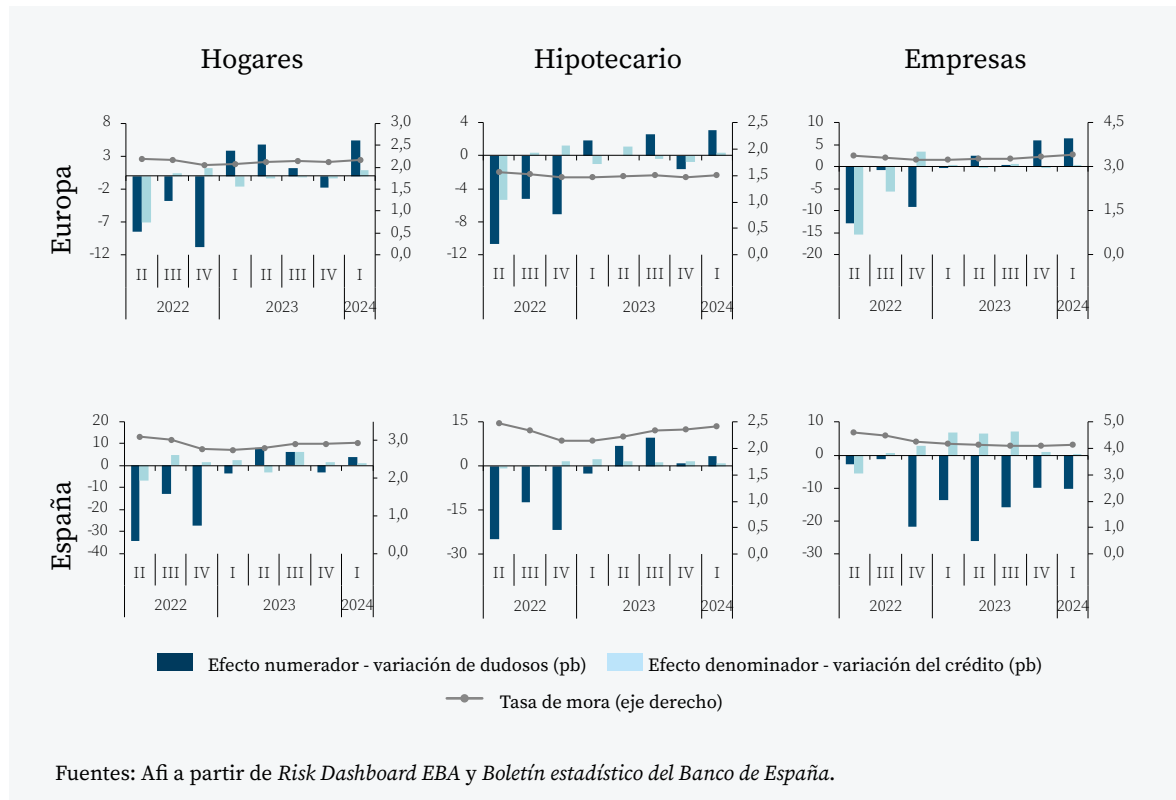 Hogares Hipotecario Empresas
Europa
8 3 -2 -7 -12
3,0 2,5 2,0 1,5 1,0 0,5 0,0
II III IV I II III IV I
2022 2023 2024
4 0 -4 -8 -12
2,5 2,0 1,5 1,0 0,5 0,0
II III IV I II III IV I
2022 2023 2024
10 5 0 -5 -10 -15 -20
4,5 3,0 1,5 0,0
II III IV I II III IV I
2022 2023 2024
España
20 10 0 -10 -20 -30 -40
3,0 2,0 1,0 0,0
II III IV I II III IV I
2022 2023 2024
15 0 -15 -30
2,5 2,0 1,5 1,0 0,5 0,0
II III IV I II III IV I
2022 2023 2024
10 0 -10 -20 -30
5,0 4,0 3,0 2,0 1,0 0,0
II III IV I II III IV I
2022 2023 2024
Efecto numerador - variación de dudosos (pb) Efecto denominador - variación del crédito (pb)
Tasa de mora (eje derecho)
Fuentes: Afi a partir de Risk Dashboard EBA y Boletín estadístico del Banco de España.